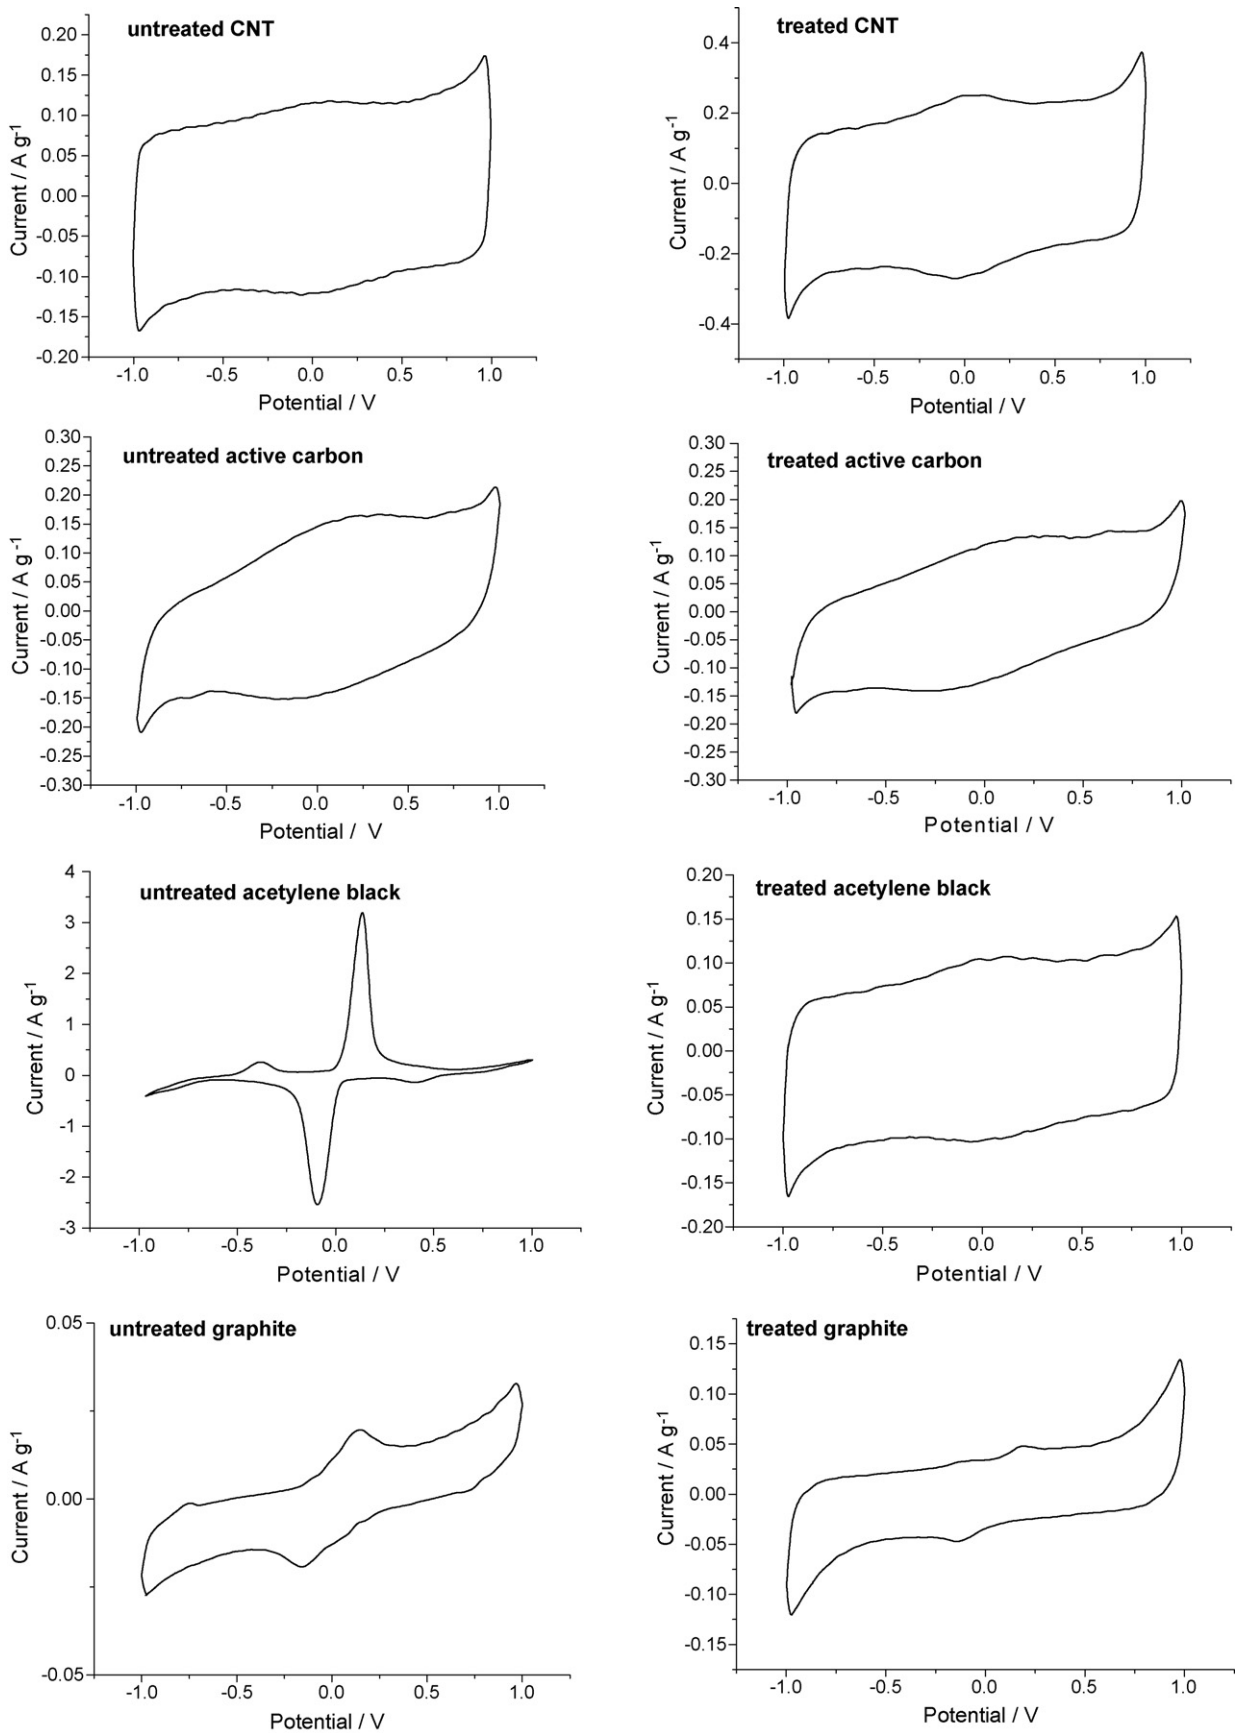 untreated CNT
0.20
0.15
0.10
0.05
0.00
-0.05
-0.10
-0.15
-0.20
Current / A g-1
-1.0 -0.5 0.0 0.5 1.0
Potential / V
treated CNT
0.4
0.2
0.0
-0.2
-0.4
Current / A g-1
-1.0 -0.5 0.0 0.5 1.0
Potential / V
untreated active carbon
0.30
0.25
0.20
0.15
0.10
0.05
0.00
-0.05
-0.10
-0.15
-0.20
-0.25
-0.30
Current / A g-1
-1.0 -0.5 0.0 0.5 1.0
Potential / V
treated active carbon
0.30
0.25
0.20
0.15
0.10
0.05
0.00
-0.05
-0.10
-0.15
-0.20
-0.25
-0.30
Current / A g-1
-1.0 -0.5 0.0 0.5 1.0
Potential / V
untreated acetylene black
4
3
2
1
0
-1
-2
-3
Current / A g-1
-1.0 -0.5 0 0.5 1.0
Potential / V
treated acetylene black
0.20
0.15
0.10
0.05
0.00
-0.05
-0.10
-0.15
-0.20
Current / A g-1
-1.0 -0.5 0.0 0.5 1.0
Potential / V
untreated graphite
0.05
0.00
-0.05
Current / A g-1
-1.0 -0.5 0.0 0.5 1.0
Potential / V
treated graphite
0.15
0.10
0.05
0.00
-0.05
-0.10
-0.15
Current / A g-1
-1.0 -0.5 0.0 0.5 1.0
Potential / V